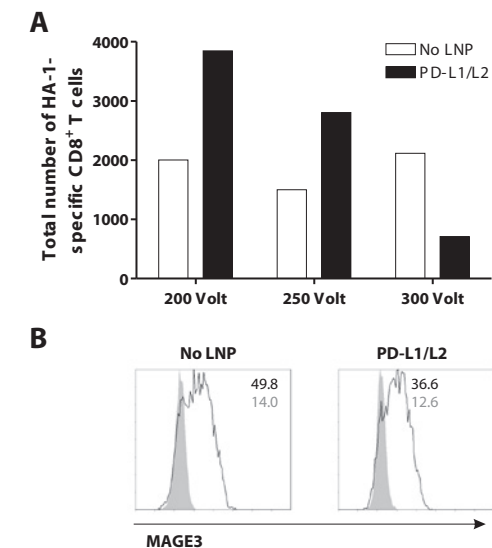 A
Total number of HA-1-
specific CD8+ T cells
4000
3000
2000
1000
0
No LNP
PD-L1/L2
200 Volt
250 Volt
300 Volt
B
No LNP
PD-L1/L2
49.8
14.0
36.6
12.6
MAGE3